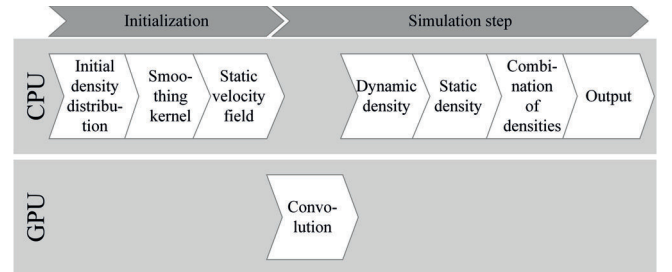 Initialization
Simulation step
CPU
Initial
density
distribu-
tion
Smoo-
thing
kernel
Static
velocity
field
Dynamic
density
Static
density
Combi-
nation
of
densities
Output
GPU
Convo-
lution